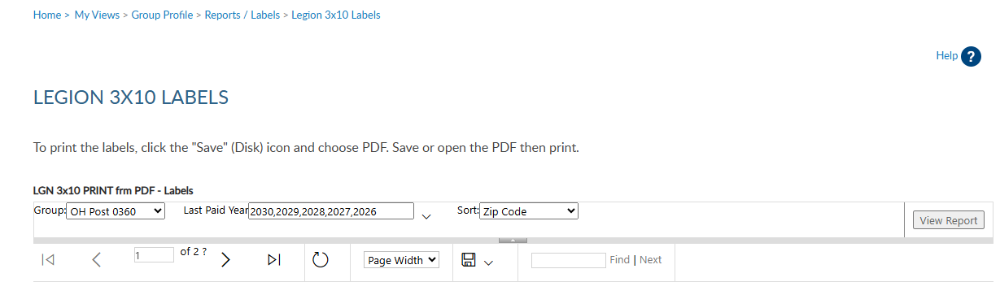 Home > My Views > Group Profile > Reports / Labels > Legion 3x10 Labels
Help ?
LEGION 3X10 LABELS
To print the labels, click the "Save" (Disk) icon and choose PDF. Save or open the PDF then print.
LGN 3x10 PRINT frm PDF - Labels
Group: OH Post 0360 Last Paid Year 2030,2029,2028,2027,2026 Sort: Zip Code View Report
1 of 2 ? Page Width Find | Next